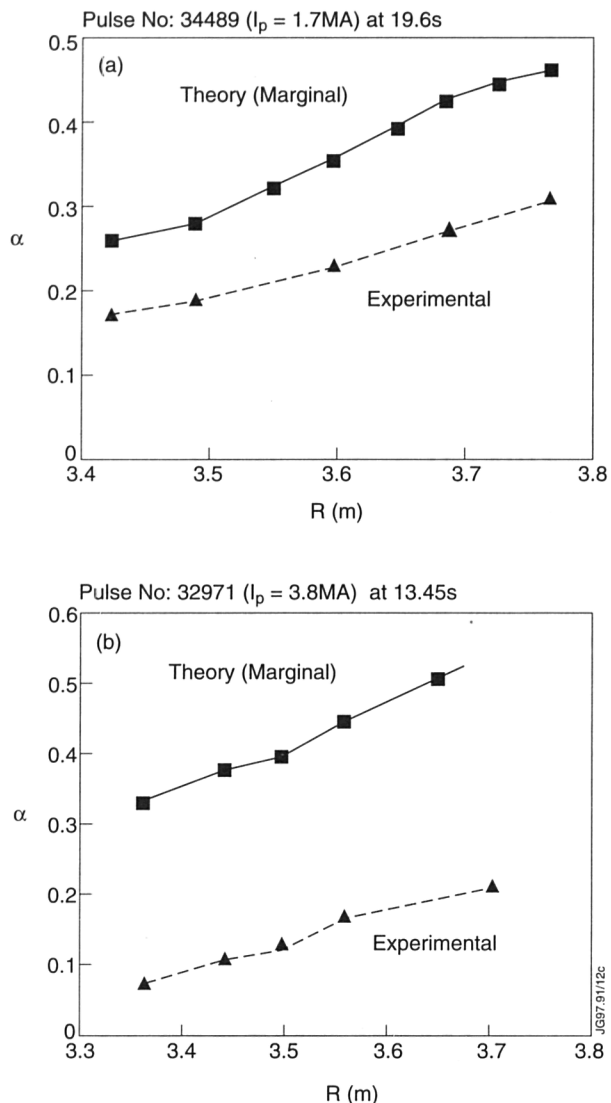 Pulse No: 34489 (Ip = 1.7MA) at 19.6s
0.5
(a)
Theory (Marginal)
0.4
0.3
α
0.2
Experimental
0.1
0
3.4 3.5 3.6 3.7 3.8
R (m)
Pulse No: 32971 (Ip = 3.8MA) at 13.45s
0.6
(b)
Theory (Marginal)
0.5
0.4
α
0.3
0.2
Experimental
0.1
0
3.3 3.4 3.5 3.6 3.7 3.8
R (m)
JG97.91/12c